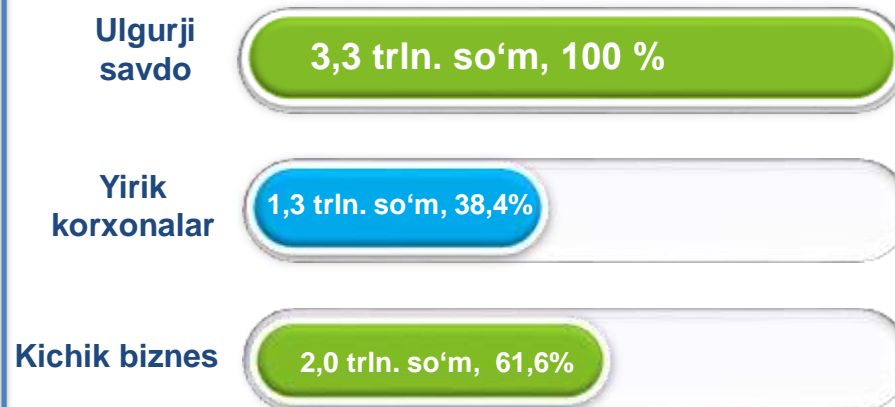 Ulgurji
savdo
3,3 trln. so‘m, 100 %
Yirik
korxonalar
1,3 trln. so‘m, 38,4%
Kichik biznes
2,0 trln. so‘m, 61,6%